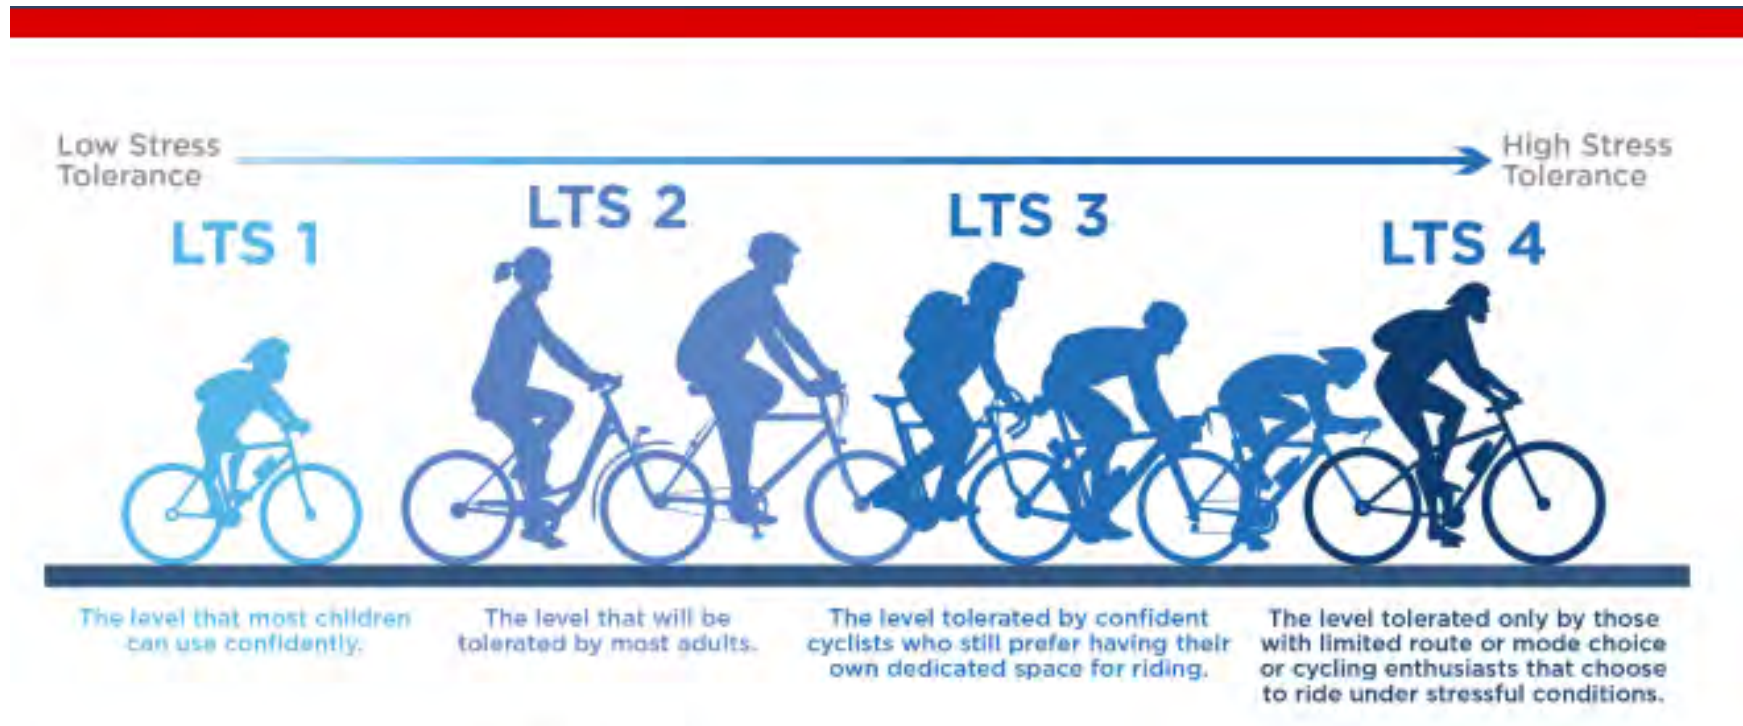 Low Stress
Tolerance
High Stress
Tolerance
LTS 1
LTS 2
LTS 3
LTS 4
The level that most children
can use confidently.
The level that will be
tolerated by most adults.
The level tolerated by confident
cyclists who still prefer having their
own dedicated space for riding.
The level tolerated only by those
with limited route or mode choice
or cycling enthusiasts that choose
to ride under stressful conditions.